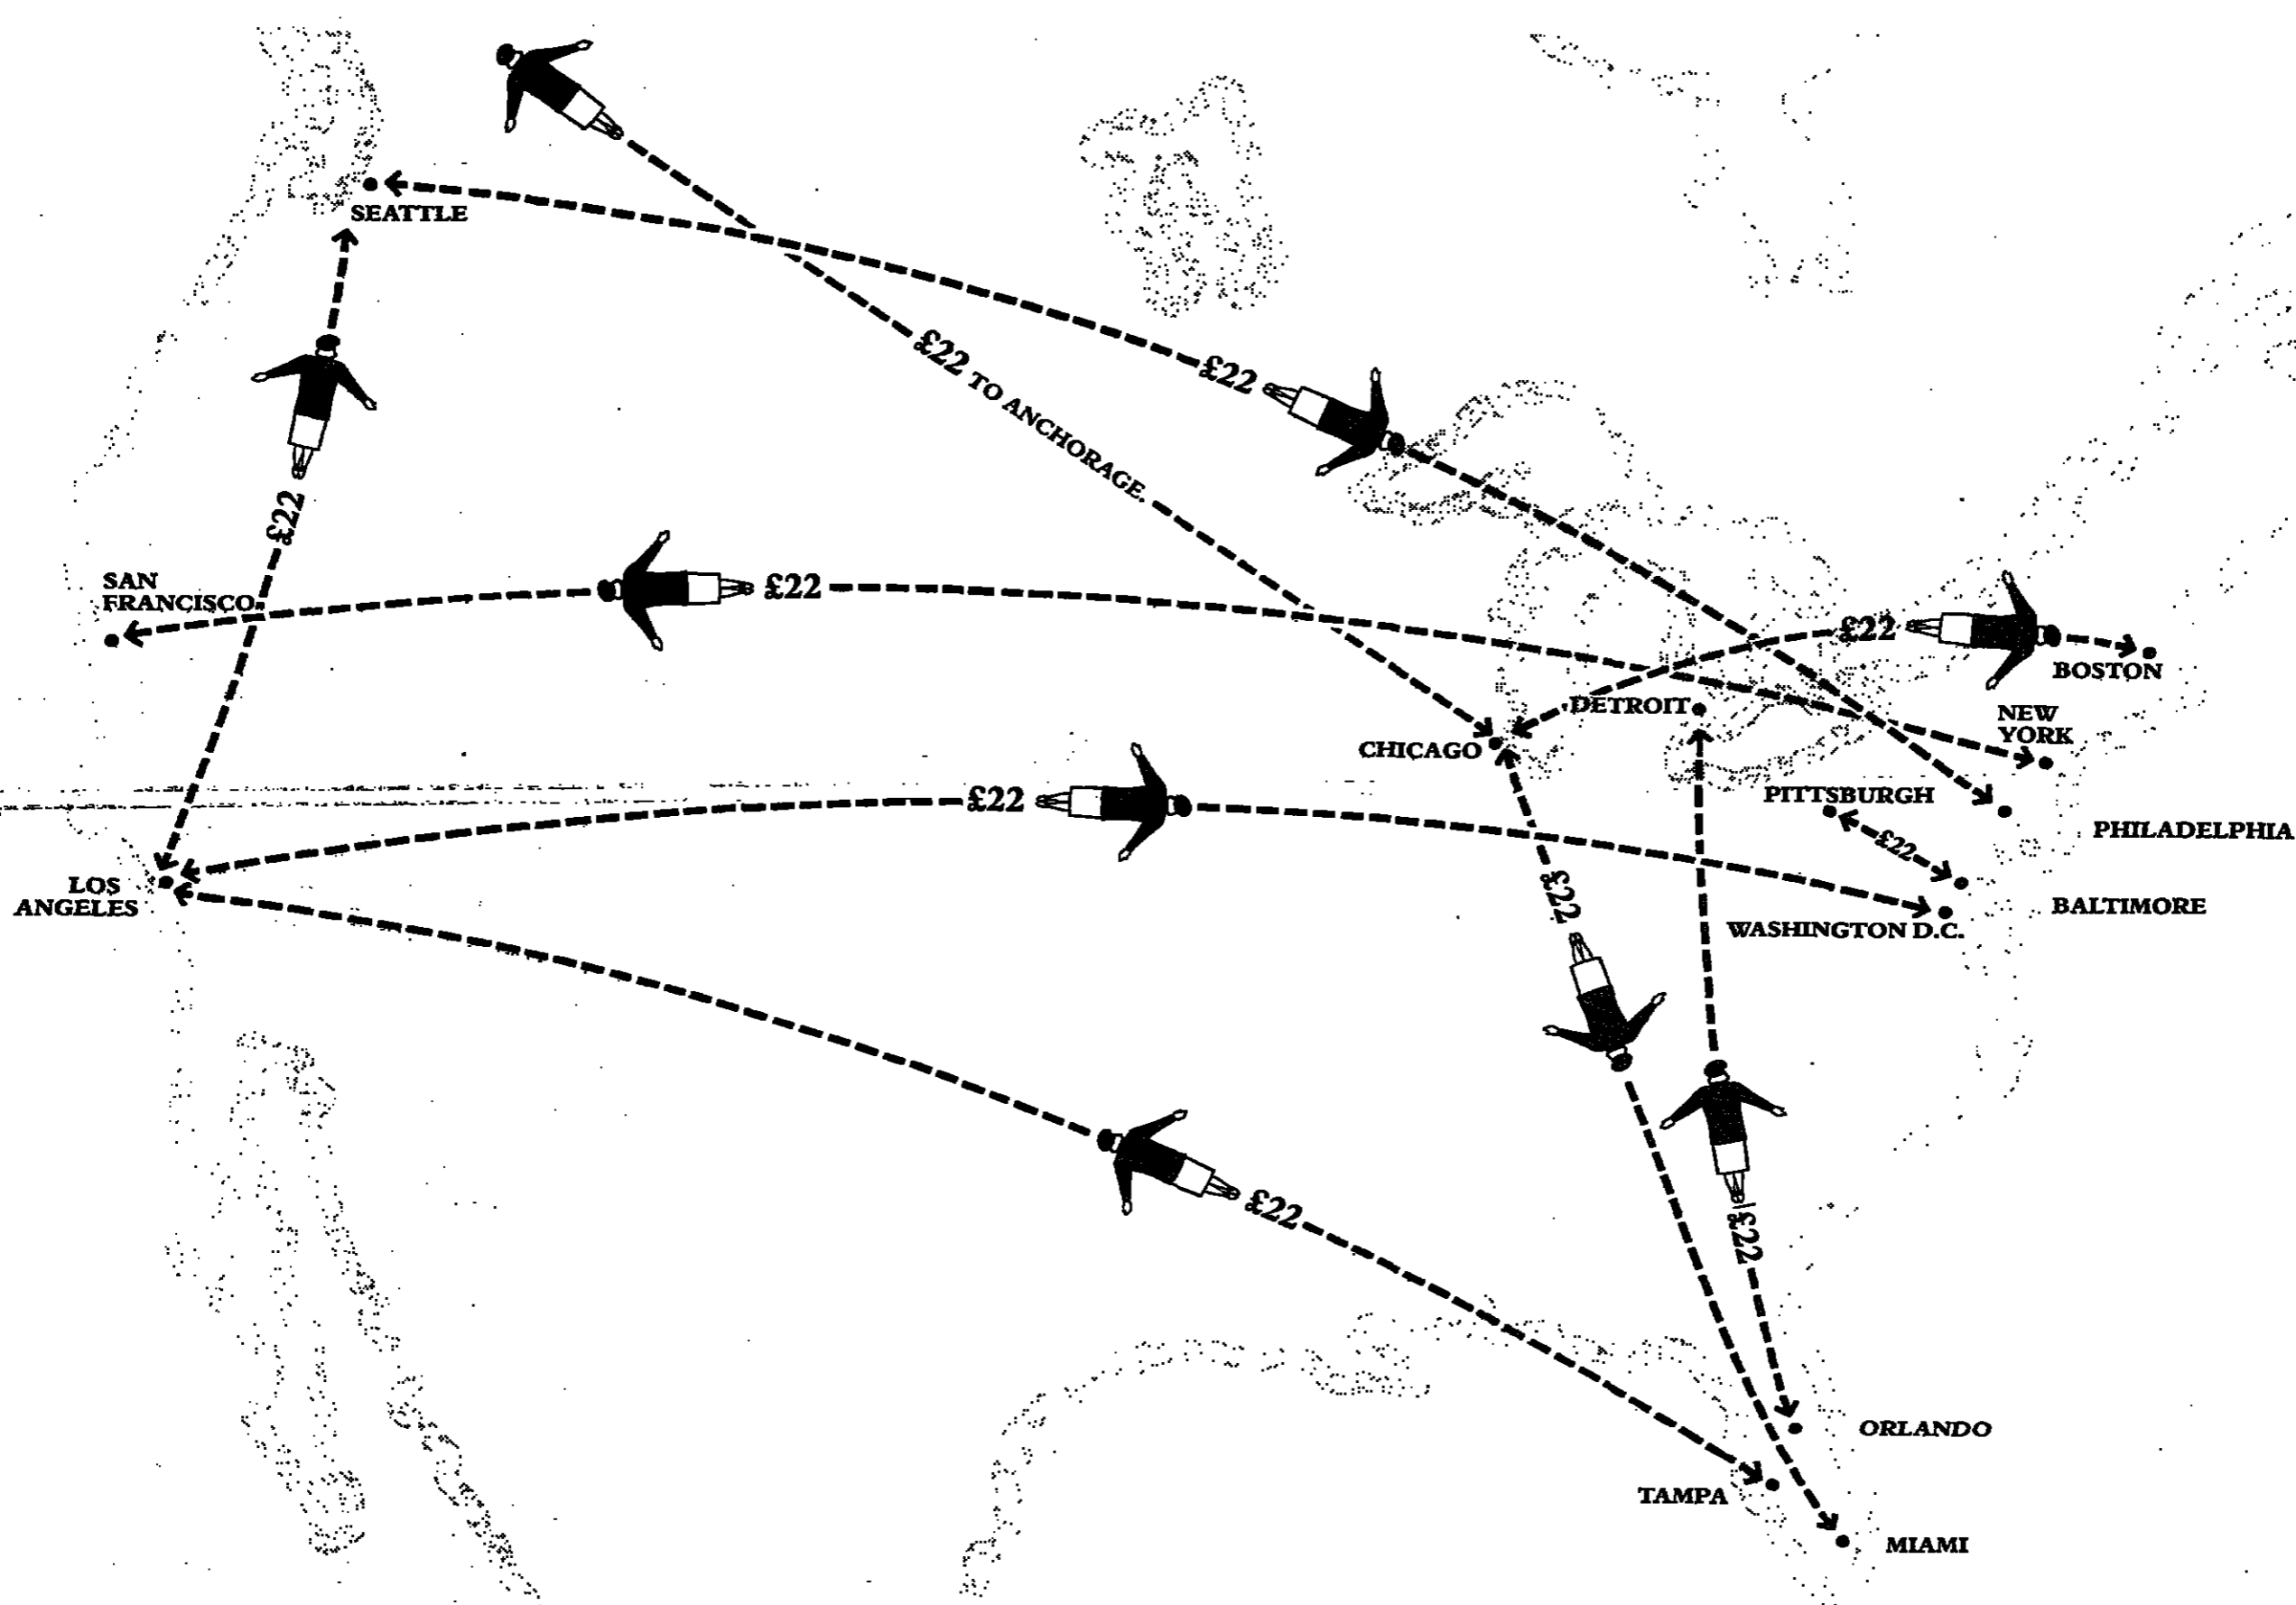 SEATTLE
£22 TO ANCHORAGE.
£22
£22
SAN
FRANCISCO
£22
£22
BOSTON
DETROIT
NEW
YORK
CHICAGO
£22
PITTSBURGH
£22
PHILADELPHIA
LOS
ANGELES
£22
BALTIMORE
WASHINGTON D.C.
£22
£22
ORLANDO
TAMPA
MIAMI